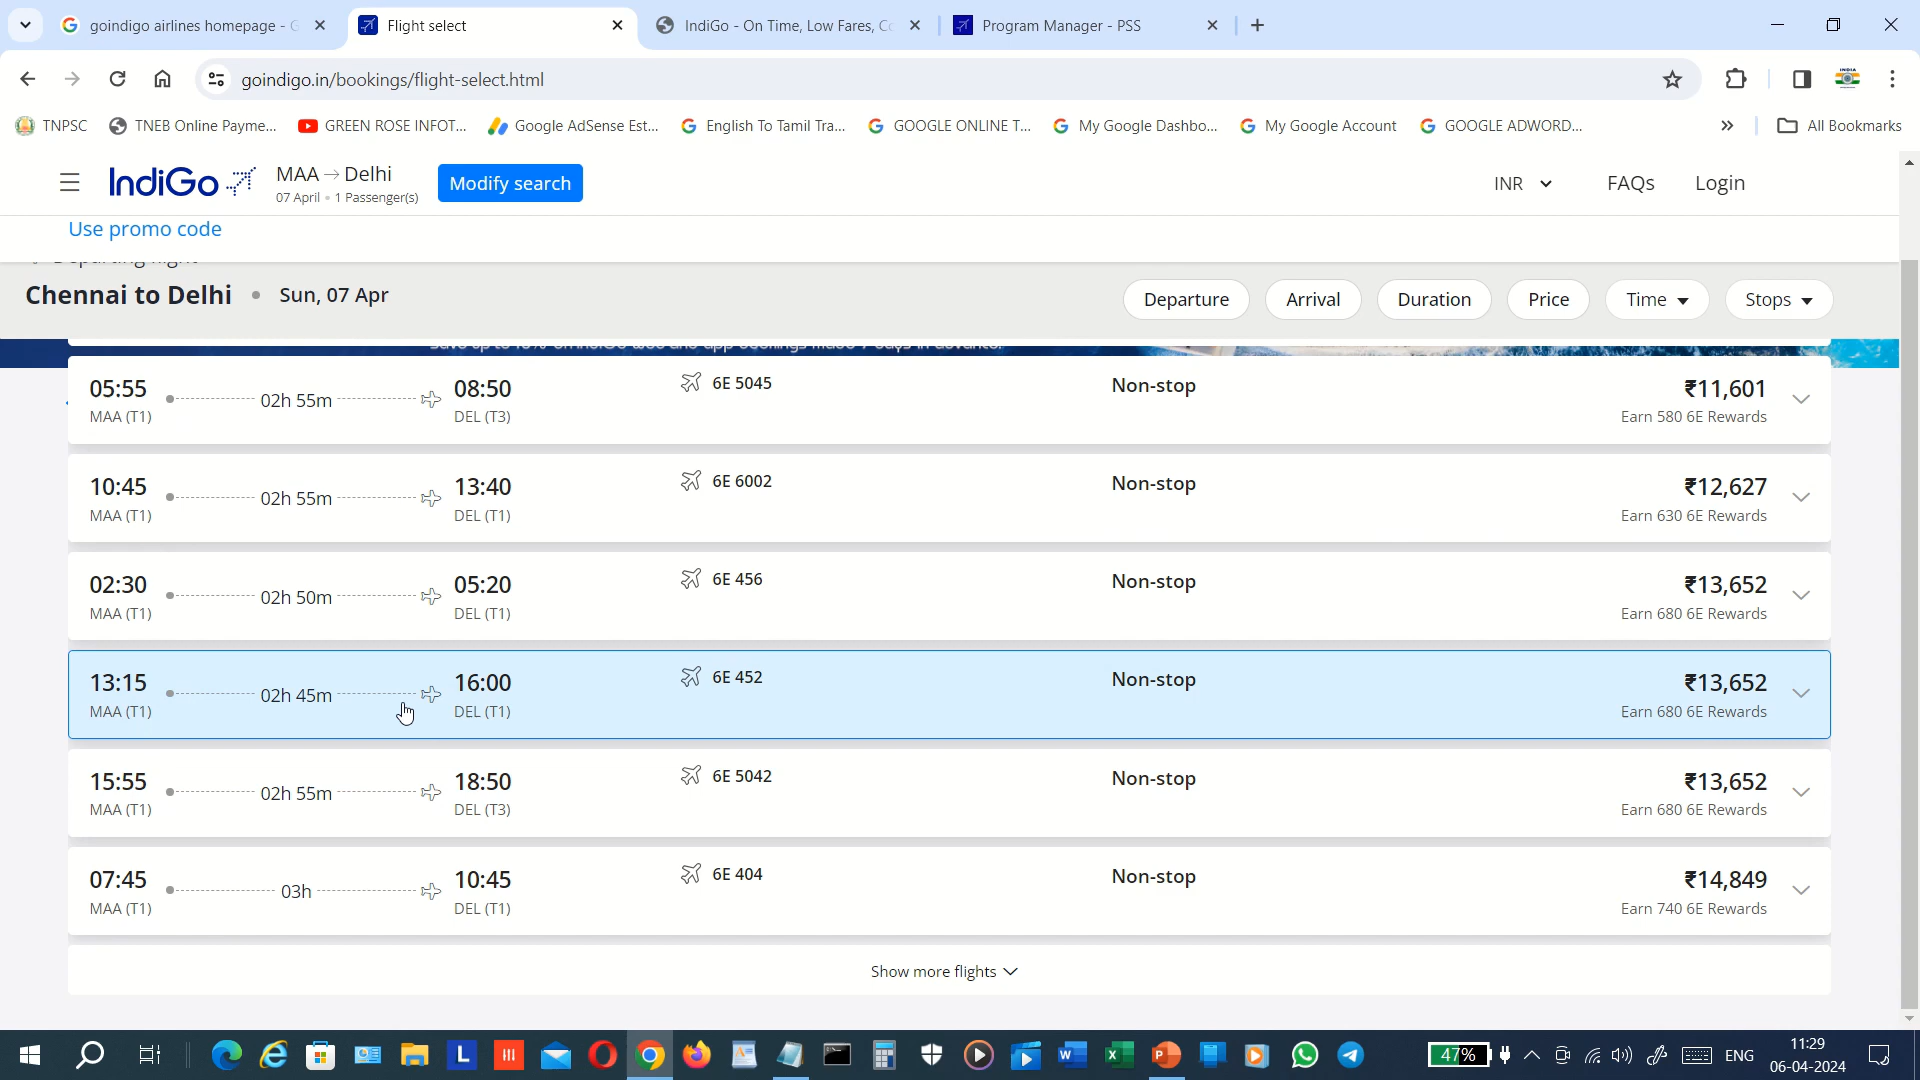 goindigo airlines homepage - G
Flight select
IndiGo - On Time, Low Fares, Co
Program Manager - PSS
goindigo.in/bookings/flight-select.html
TNPSC
TNEB Online Payme...
GREEN ROSE INFOT...
Google AdSense Est...
English To Tamil Tra...
GOOGLE ONLINE T...
My Google Dashbo...
My Google Account
GOOGLE ADWORD...
All Bookmarks
IndiGo
MAA → Delhi
07 April • 1 Passenger(s)
Modify search
INR
FAQs
Login
Use promo code
Departing flight
Chennai to Delhi • Sun, 07 Apr
Departure
Arrival
Duration
Price
Time
Stops
05:55 02h 55m 08:50 6E 5045 Non-stop ₹11,601
MAA (T1) DEL (T3) Earn 580 6E Rewards
10:45 02h 55m 13:40 6E 6002 Non-stop ₹12,627
MAA (T1) DEL (T1) Earn 630 6E Rewards
02:30 02h 50m 05:20 6E 456 Non-stop ₹13,652
MAA (T1) DEL (T1) Earn 680 6E Rewards
13:15 02h 45m 16:00 6E 452 Non-stop ₹13,652
MAA (T1) DEL (T1) Earn 680 6E Rewards
15:55 02h 55m 18:50 6E 5042 Non-stop ₹13,652
MAA (T1) DEL (T3) Earn 680 6E Rewards
07:45 03h 10:45 6E 404 Non-stop ₹14,849
MAA (T1) DEL (T1) Earn 740 6E Rewards
Show more flights
47%
ENG
11:29
06-04-2024